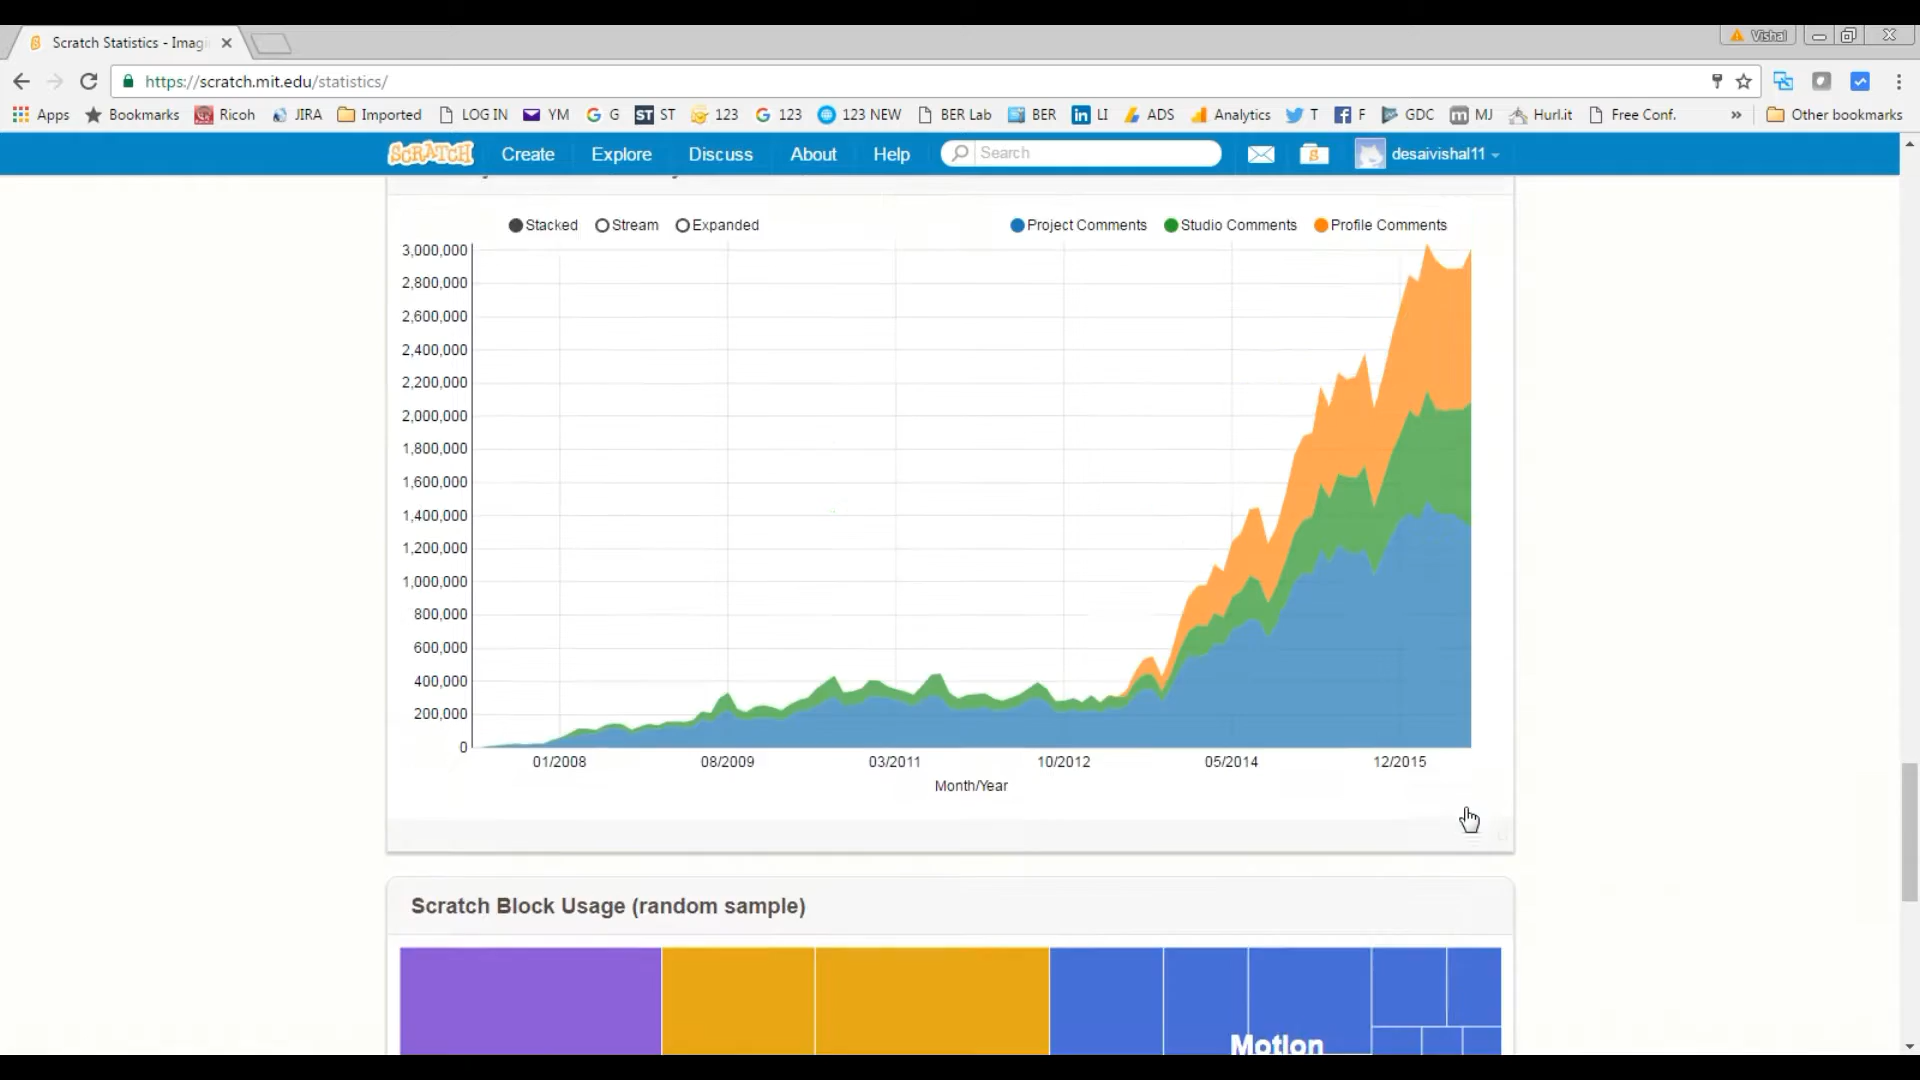 Scratch Statistics - Imagi
Vishal
https://scratch.mit.edu/statistics/
Apps Bookmarks Ricoh JIRA Imported LOG IN YM G ST 123 123 123 NEW BER Lab BER LI ADS Analytics T F GDC MJ Hurl.it Free Conf. » Other bookmarks
SCRATCH Create Explore Discuss About Help Search desaivishal11
Stacked Stream Expanded Project Comments Studio Comments Profile Comments
3,000,000
2,800,000
2,600,000
2,400,000
2,200,000
2,000,000
1,800,000
1,600,000
1,400,000
1,200,000
1,000,000
800,000
600,000
400,000
200,000
0
01/2008 08/2009 03/2011 10/2012 05/2014 12/2015
Month/Year
Scratch Block Usage (random sample)
Motion